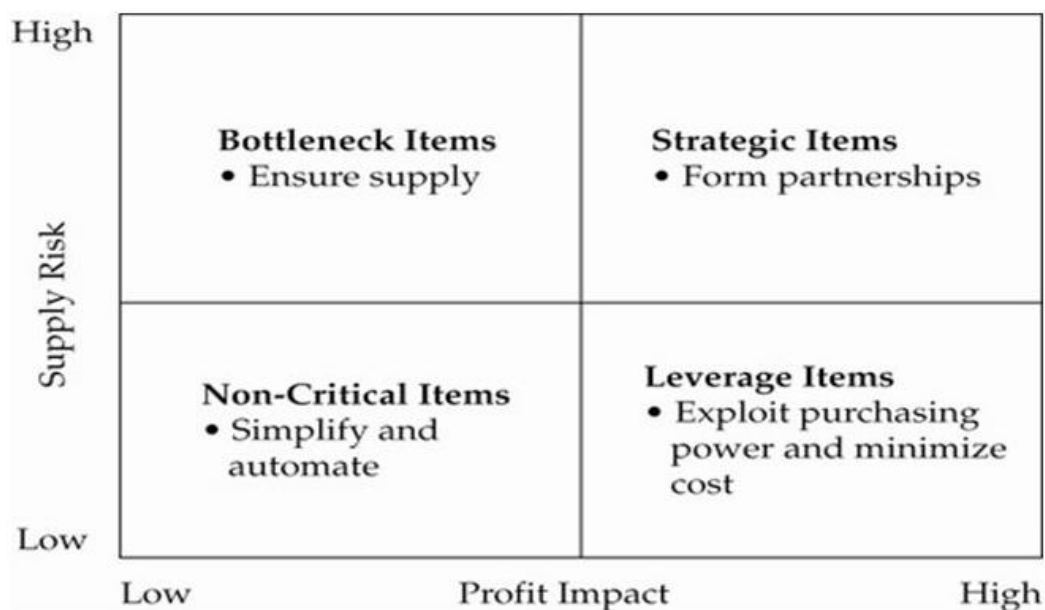 High
Bottleneck Items
• Ensure supply
Strategic Items
• Form partnerships
Supply Risk
Non-Critical Items
• Simplify and
automate
Leverage Items
• Exploit purchasing
power and minimize
cost
Low
Low
Profit Impact
High